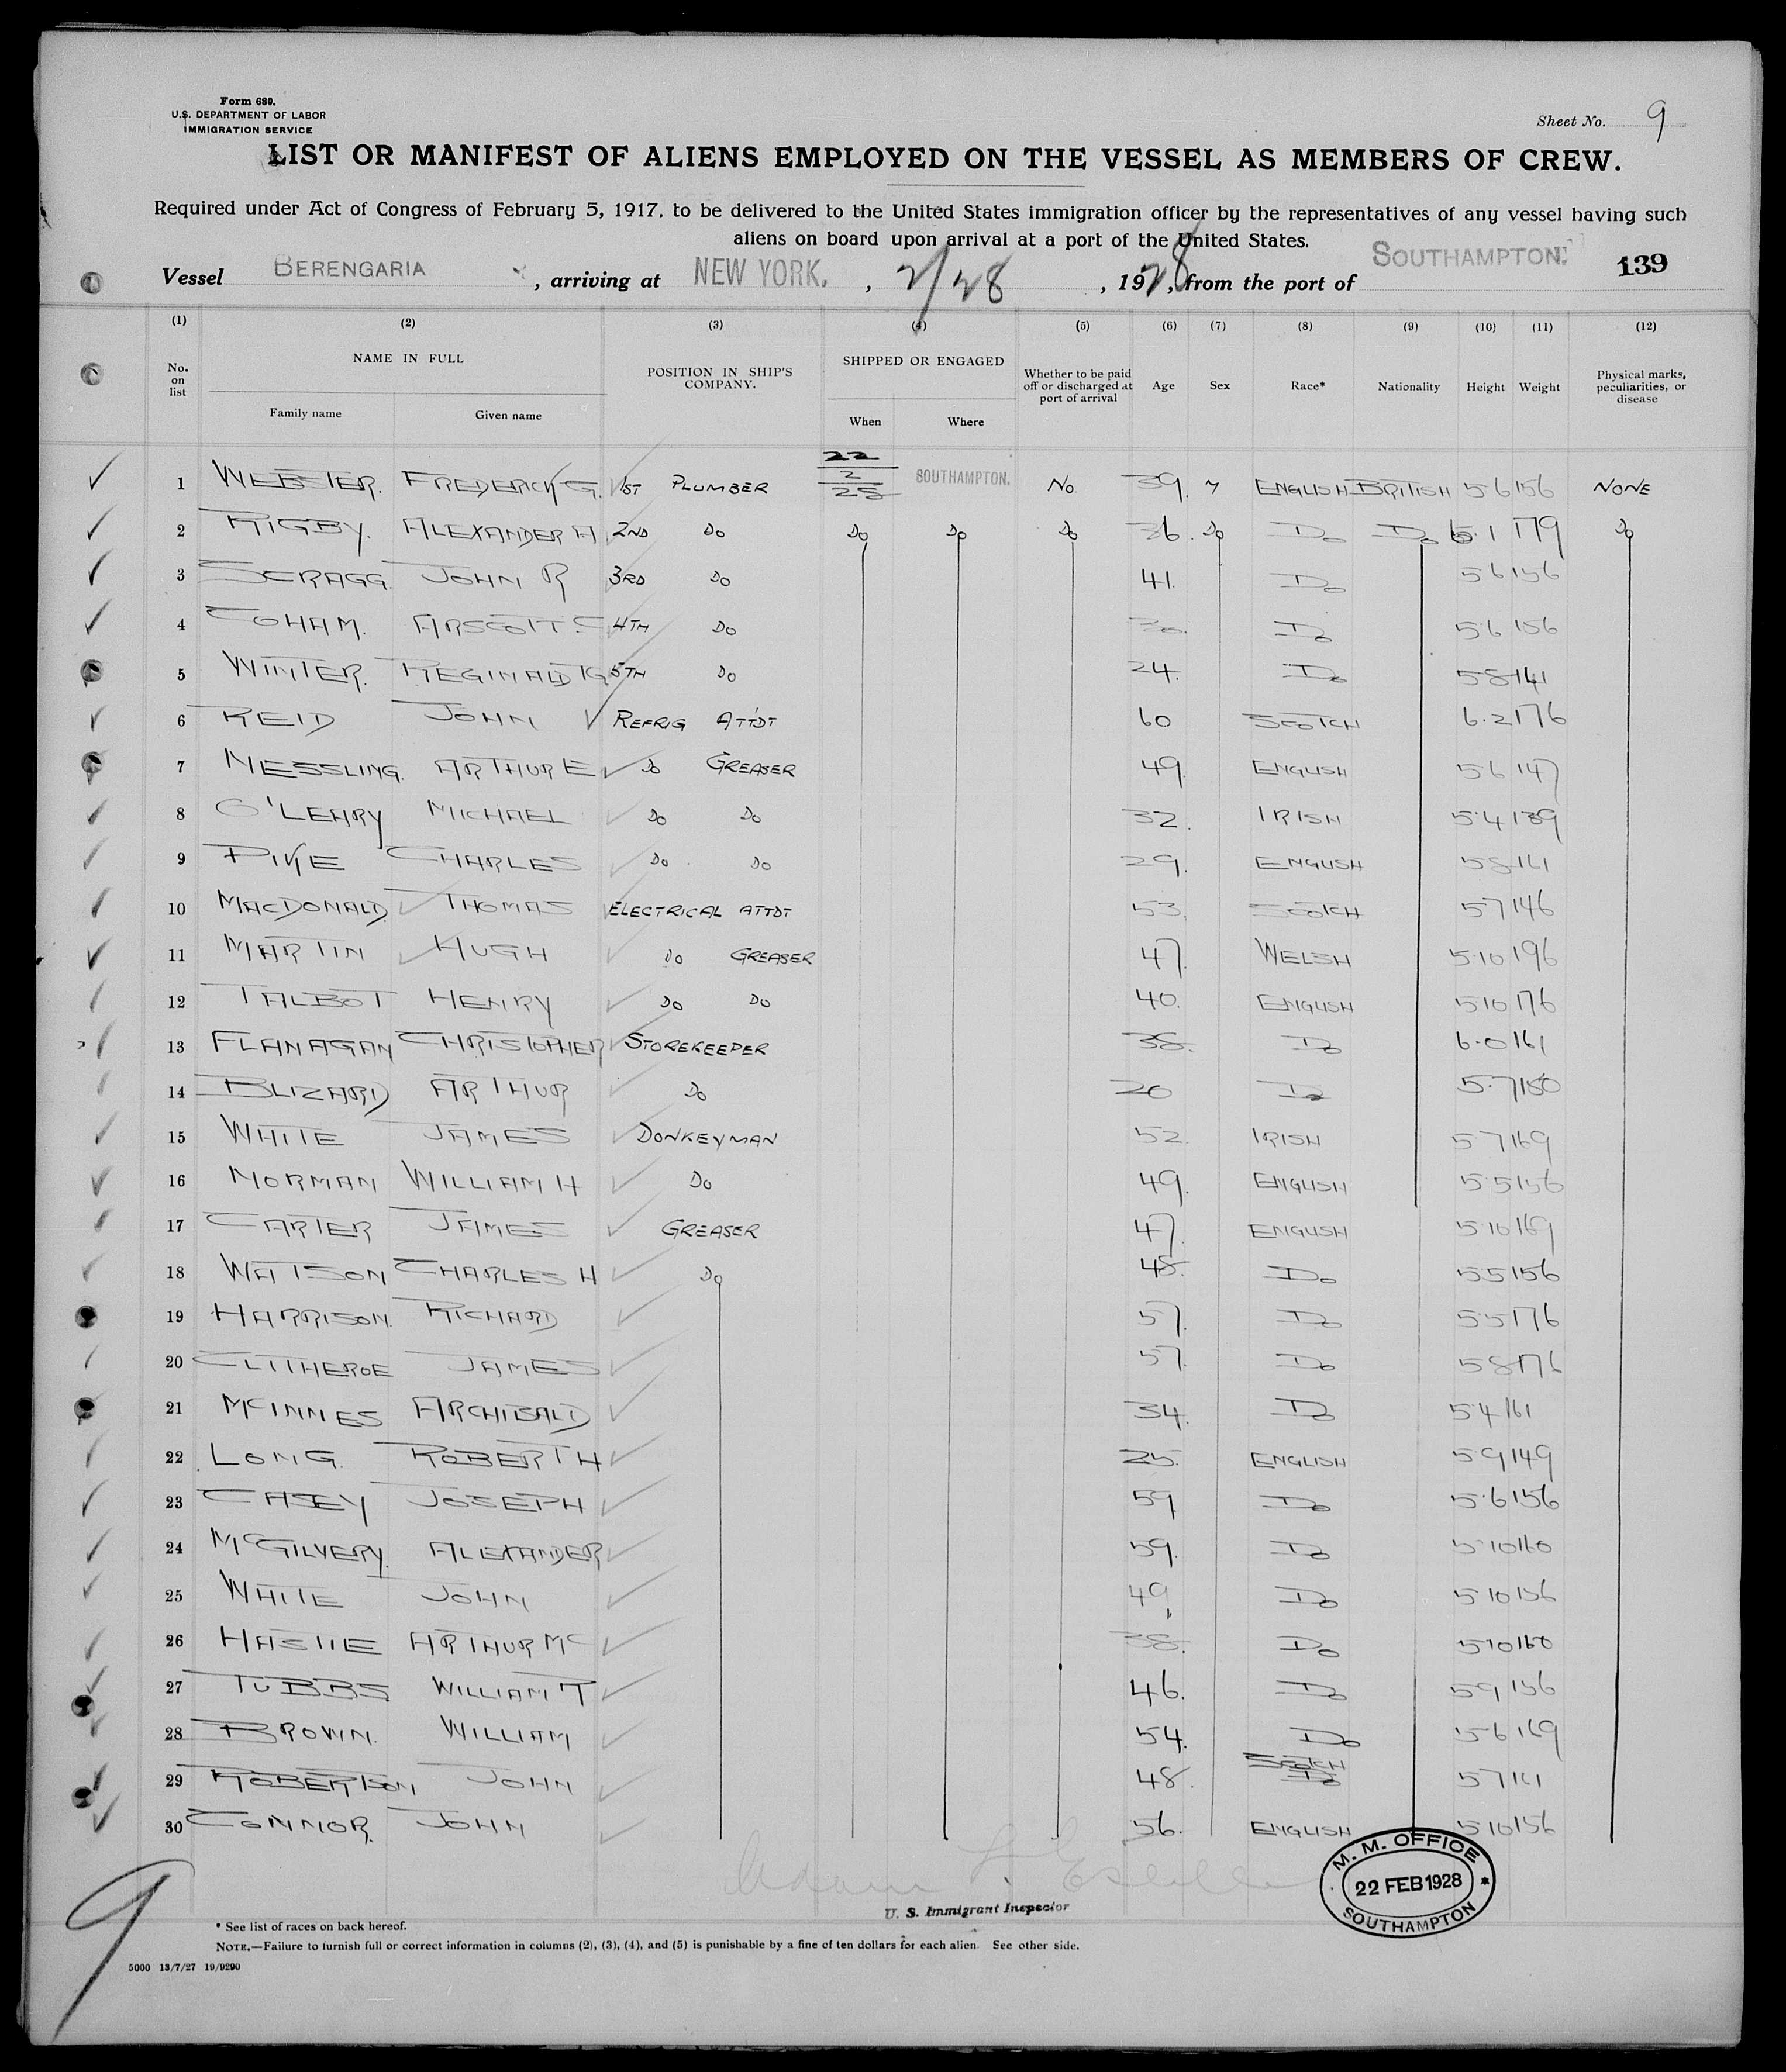 Form 680.
U.S. DEPARTMENT OF LABOR
IMMIGRATION SERVICE
Sheet No. 9
LIST OR MANIFEST OF ALIENS EMPLOYED ON THE VESSEL AS MEMBERS OF CREW.
Required under Act of Congress of February 5, 1917, to be delivered to the United States immigration officer by the representatives of any vessel having such
aliens on board upon arrival at a port of the United States.
Vessel BERENGARIA, arriving at NEW YORK. , 2/28 , 1928, from the port of SOUTHAMPTON. 139
(1) (2) (3) (4) (5) (6) (7) (8) (9) (10) (11) (12)
No. on list NAME IN FULL Family name Given name POSITION IN SHIP'S COMPANY. SHIPPED OR ENGAGED When Where Whether to be paid off or discharged at port of arrival Age Sex Race* Nationality Height Weight Physical marks, peculiarities, or disease
1 WEBSTER. FREDERICK G. 1ST PLUMBER 22 2 28 SOUTHAMPTON. NO 39. ENGLISH BRITISH 5·6 156 NONE
2 RIGBY. ALEXANDER A 2ND DO DO DO DO 36. DO DO DO 5·1 179 DO
3 SCRAGG. JOHN R 3RD DO 41. DO 5·6 156
4 COHAM. ARSCOTT. C 4TH DO 30. DO 5·6 156
5 WINTER. REGINALD G 5TH DO 24. DO 5·8 141
6 REID JOHN REFRIG ATTDT 60 SCOTCH 6·2 176
7 MESSLING. ARTHUR E DO GREASER 49. ENGLISH 5·6 147
8 O'LEARY MICHAEL DO DO 32. IRISH 5·4 139
9 PIKE CHARLES DO DO 29. ENGLISH 5·8 161
10 MACDONALD. THOMAS ELECTRICAL ATTDT 53. SCOTCH 5·7 146
11 MARTIN HUGH DO GREASER 47. WELSH 5·10 196
12 TALBOT HENRY DO DO 40. ENGLISH 5·10 176
13 FLANAGAN CHRISTOPHER STOREKEEPER 38. DO 6·0 161
14 BLIZARD ARTHUR DO 20 DO 5·7 150
15 WHITE JAMES DONKEYMAN 52. IRISH 5·7 169
16 NORMAN WILLIAM H DO 49. ENGLISH 5·5 156
17 CARTER JAMES GREASER 47. ENGLISH 5·10 169
18 WATSON CHARLES H DO 48. DO 5·5 156
19 HARRISON. RICHARD 57. DO 5·5 176
20 CLITHEROE JAMES 57. DO 5·8 176
21 MCINNES ARCHIBALD 34. DO 5·4 161
22 LONG. ROBERT H 25. ENGLISH 5·9 149
23 CASEY JOSEPH 59 DO 5·6 156
24 MCGILVERY. ALEXANDER 59. DO 5·10 160
25 WHITE JOHN 49 DO 5·10 156
26 HASTIE ARTHUR MC 38. DO 5·10 160
27 TUBBS WILLIAM T 46. DO 5·9 156
28 BROWN. WILLIAM 54. DO 5·6 169
29 ROBERTSON JOHN 48. SCOTCH DO 5·7 161
30 CONNOR. JOHN 56. ENGLISH 5·10 156
M. M. OFFICE
22 FEB 1928
SOUTHAMPTON
9
U. S. Immigrant Inspector
* See list of races on back hereof.
NOTE.—Failure to furnish full or correct information in columns (2), (3), (4), and (5) is punishable by a fine of ten dollars for each alien. See other side.
5000 13/7/27 19/9290